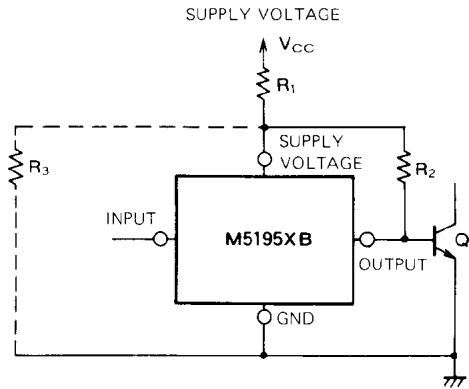 SUPPLY VOLTAGE
VCC
R1
SUPPLY
VOLTAGE
R3
R2
INPUT
M5195XB
Q
OUTPUT
GND